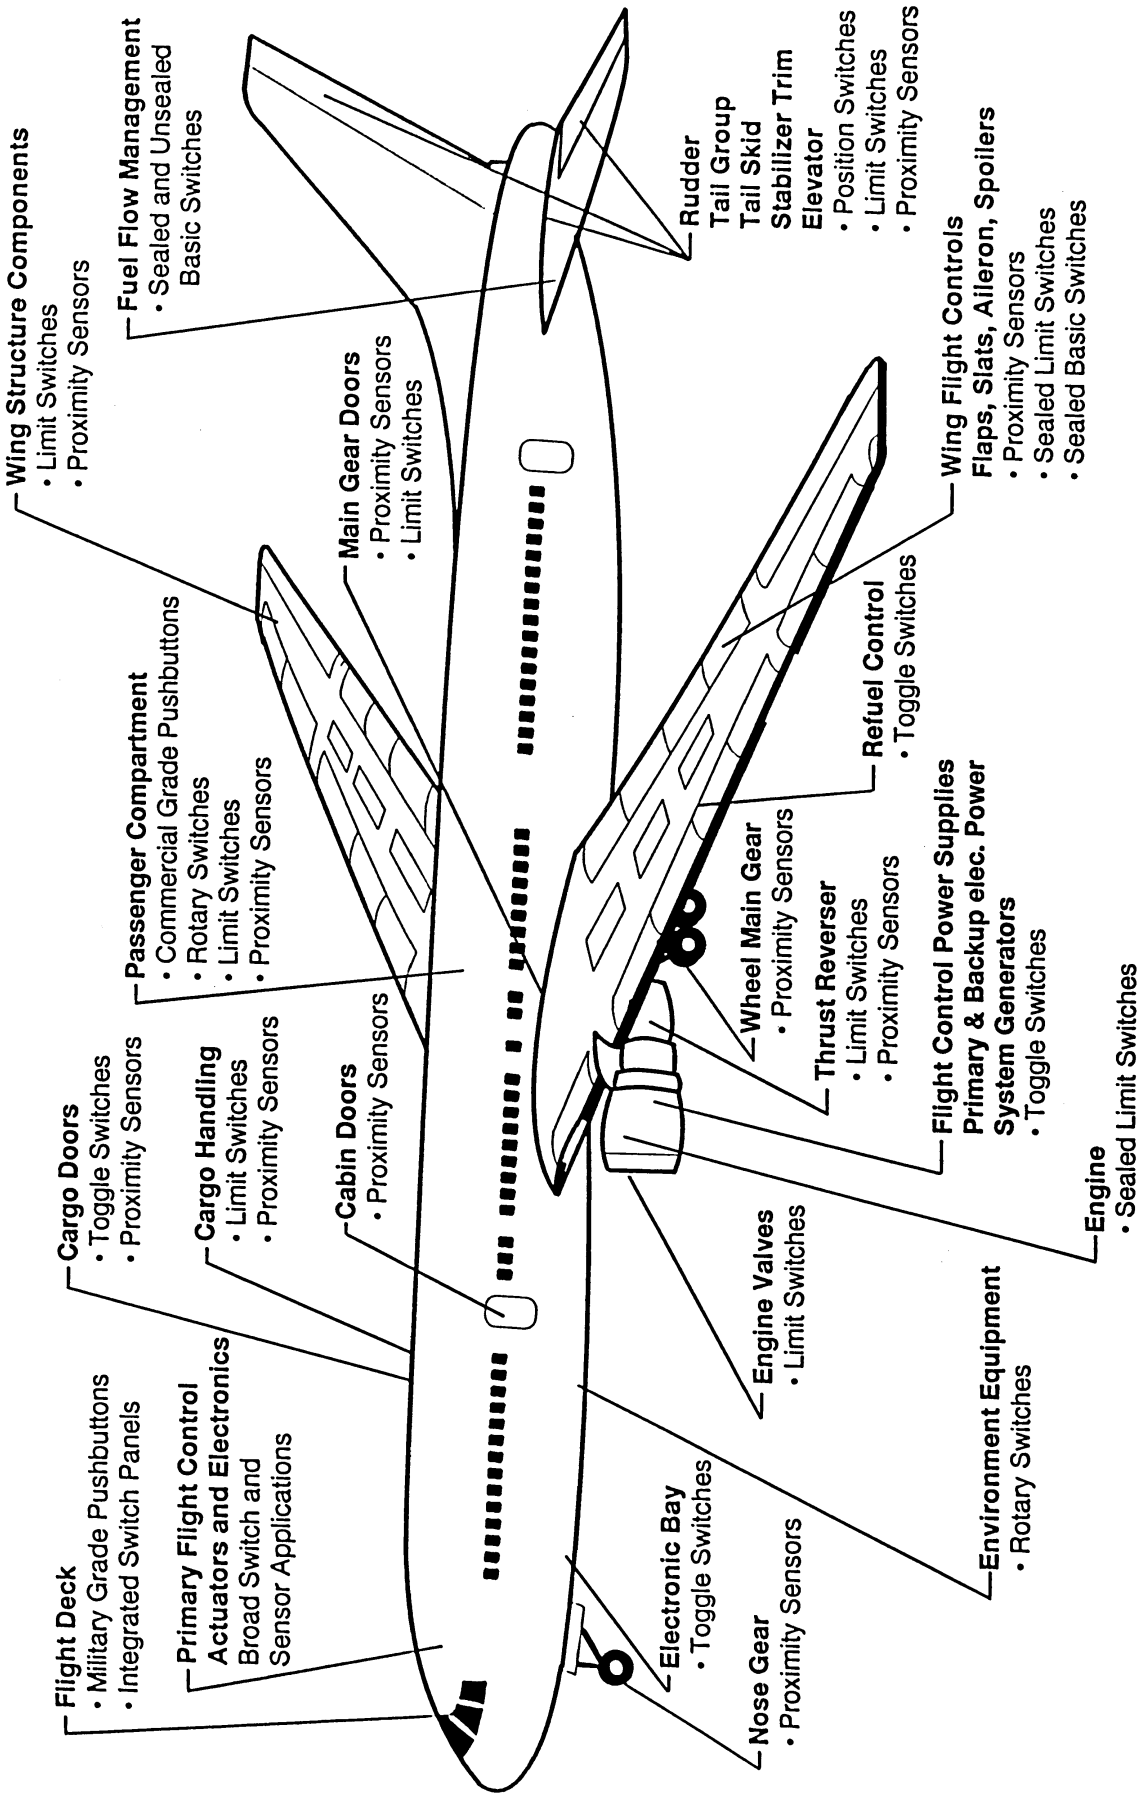 Flight Deck
• Military Grade Pushbuttons
• Integrated Switch Panels
Primary Flight Control
Actuators and Electronics
Broad Switch and
Sensor Applications
Cargo Doors
• Toggle Switches
• Proximity Sensors
Cargo Handling
• Limit Switches
• Proximity Sensors
Cabin Doors
• Proximity Sensors
Passenger Compartment
• Commercial Grade Pushbuttons
• Rotary Switches
• Limit Switches
• Proximity Sensors
Wing Structure Components
• Limit Switches
• Proximity Sensors
Main Gear Doors
• Proximity Sensors
• Limit Switches
Fuel Flow Management
• Sealed and Unsealed
Basic Switches
Rudder
Tail Group
Tail Skid
Stabilizer Trim
Elevator
• Position Switches
• Limit Switches
• Proximity Sensors
Wing Flight Controls
Flaps, Slats, Aileron, Spoilers
• Proximity Sensors
• Sealed Limit Switches
• Sealed Basic Switches
Refuel Control
• Toggle Switches
Wheel Main Gear
• Proximity Sensors
Thrust Reverser
• Limit Switches
• Proximity Sensors
Flight Control Power Supplies
Primary & Backup elec. Power
System Generators
• Toggle Switches
Engine
• Sealed Limit Switches
Engine Valves
• Limit Switches
Environment Equipment
• Rotary Switches
Electronic Bay
• Toggle Switches
Nose Gear
• Proximity Sensors